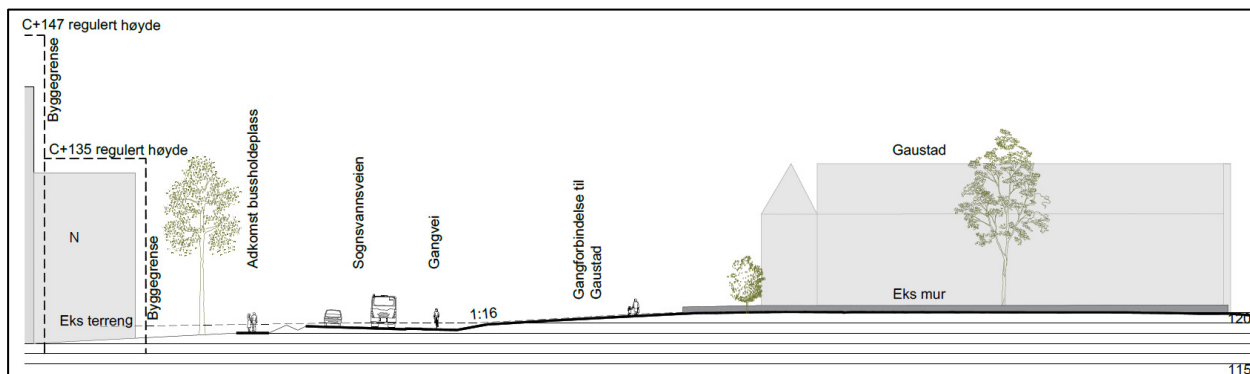 C+147 regulert høyde
Byggegrense
C+135 regulert høyde
N
Eks terreng
Byggegrense
Adkomst bussholdeplass
Sognsvannsveien
Gangvei
1:16
Gangforbindelse til
Gaustad
Gaustad
Eks mur
120
115